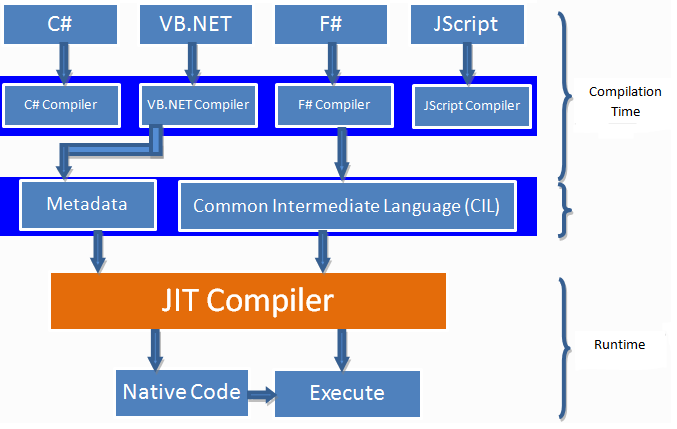 C#
VB.NET
F#
JScript
C# Compiler
VB.NET Compiler
F# Compiler
JScript Compiler
Compilation
Time
Metadata
Common Intermediate Language (CIL)
JIT Compiler
Runtime
Native Code
Execute